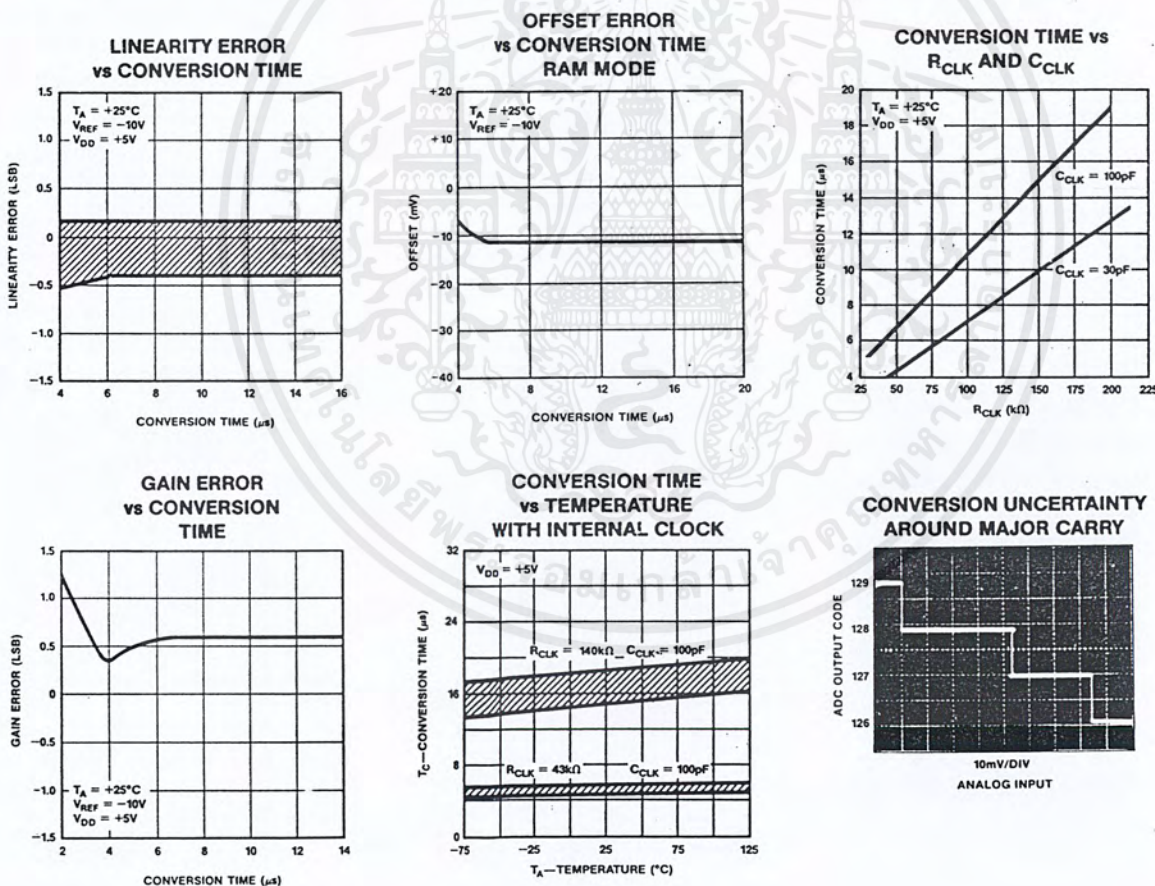 LINEARITY ERROR
vs CONVERSION TIME
1.5
1.0
0.5
0
−0.5
−1.0
−1.5
LINEARITY ERROR (LSB)
T_A = +25°C
V_REF = −10V
V_DD = +5V
4 6 8 10 12 14 16
CONVERSION TIME (μs)
OFFSET ERROR
vs CONVERSION TIME
RAM MODE
+20
+10
0
−10
−20
−30
−40
OFFSET (mV)
T_A = +25°C
V_REF = −10V
4 8 12 16 20
CONVERSION TIME (μs)
CONVERSION TIME vs
R_CLK AND C_CLK
20
18
16
14
12
10
8
6
4
CONVERSION TIME (μs)
T_A = +25°C
V_DD = +5V
C_CLK = 100pF
C_CLK = 30pF
25 50 75 100 125 150 175 200 225
R_CLK (kΩ)
GAIN ERROR
vs CONVERSION
TIME
1.5
1.0
0.5
0
−0.5
−1.0
−1.5
GAIN ERROR (LSB)
T_A = +25°C
V_REF = −10V
V_DD = +5V
2 4 6 8 10 12 14
CONVERSION TIME (μs)
CONVERSION TIME
vs TEMPERATURE
WITH INTERNAL CLOCK
32
24
16
8
0
T_C—CONVERSION TIME (μs)
V_DD = +5V
R_CLK = 140kΩ C_CLK = 100pF
R_CLK = 43kΩ C_CLK = 100pF
−75 −25 25 75 125
T_A—TEMPERATURE (°C)
CONVERSION UNCERTAINTY
AROUND MAJOR CARRY
129
128
127
126
ADC OUTPUT CODE
10mV/DIV
ANALOG INPUT